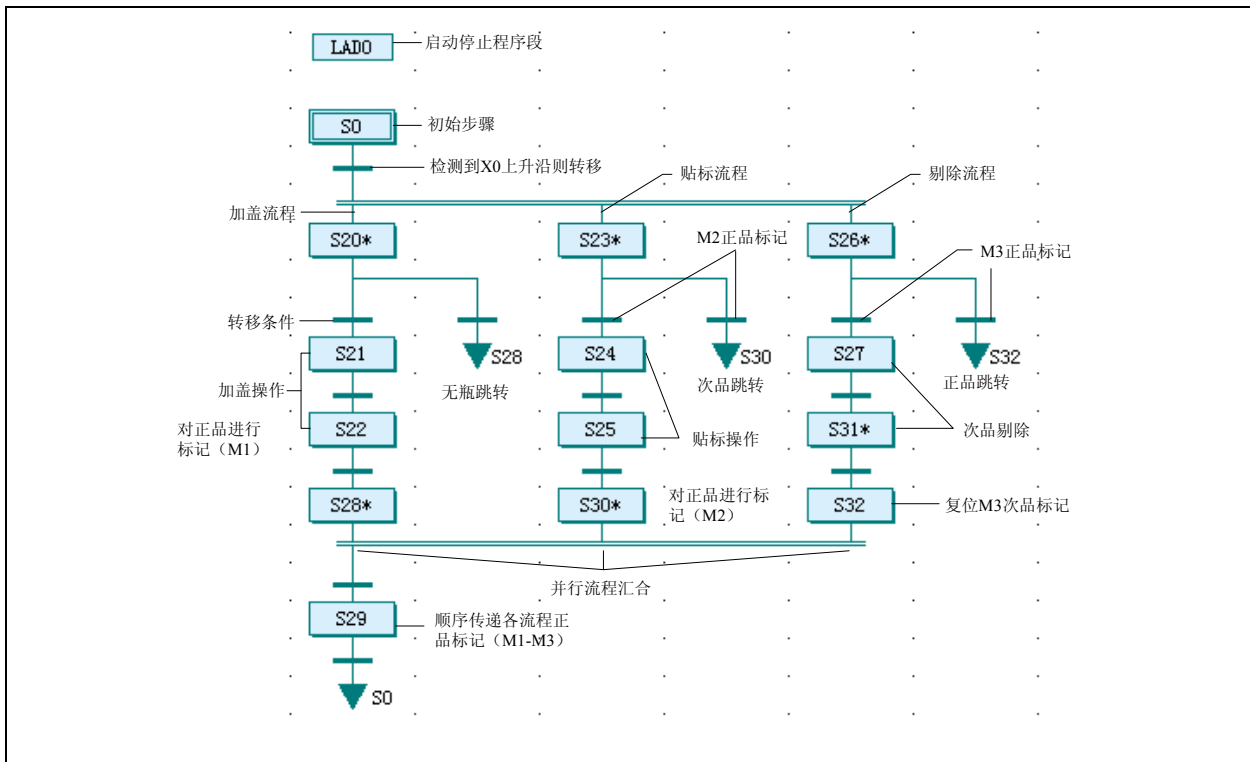 LAD0
启动停止程序段
S0
初始步骤
检测到X0上升沿则转移
贴标流程
剔除流程
加盖流程
S20*
S23*
M2正品标记
S26*
M3正品标记
转移条件
S21
S28
S24
S30
S27
S32
无瓶跳转
次品跳转
正品跳转
加盖操作
对正品进行
标记（M1）
S22
S25
贴标操作
S31*
次品剔除
S28*
S30*
对正品进行标
记（M2）
S32
复位M3次品标记
并行流程汇合
S29
顺序传递各流程正
品标记（M1-M3）
S0